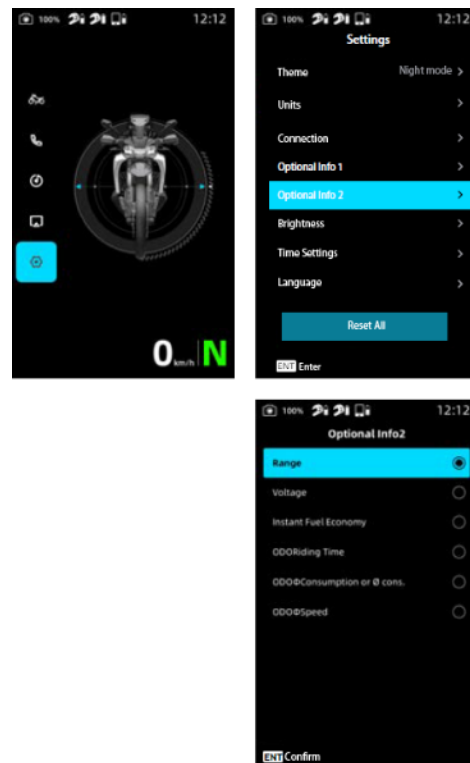 100% 12:12
0 km/h N
100% 12:12
Settings
Theme Night mode >
Units >
Connection >
Optional Info 1 >
Optional Info 2 >
Brightness >
Time Settings >
Language >
Reset All
ENT Enter
100% 12:12
Optional Info2
Range
Voltage
Instant Fuel Economy
ODORiding Time
ODOΦConsumption or Ø cons.
ODOΦSpeed
ENT Confirm